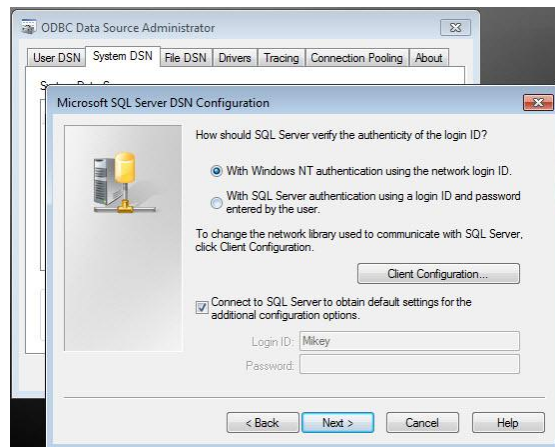 ODBC Data Source Administrator
User DSN System DSN File DSN Drivers Tracing Connection Pooling About
Microsoft SQL Server DSN Configuration
How should SQL Server verify the authenticity of the login ID?
With Windows NT authentication using the network login ID.
With SQL Server authentication using a login ID and password
entered by the user.
To change the network library used to communicate with SQL Server,
click Client Configuration.
Client Configuration...
Connect to SQL Server to obtain default settings for the
additional configuration options.
Login ID: Mikey
Password:
< Back Next > Cancel Help